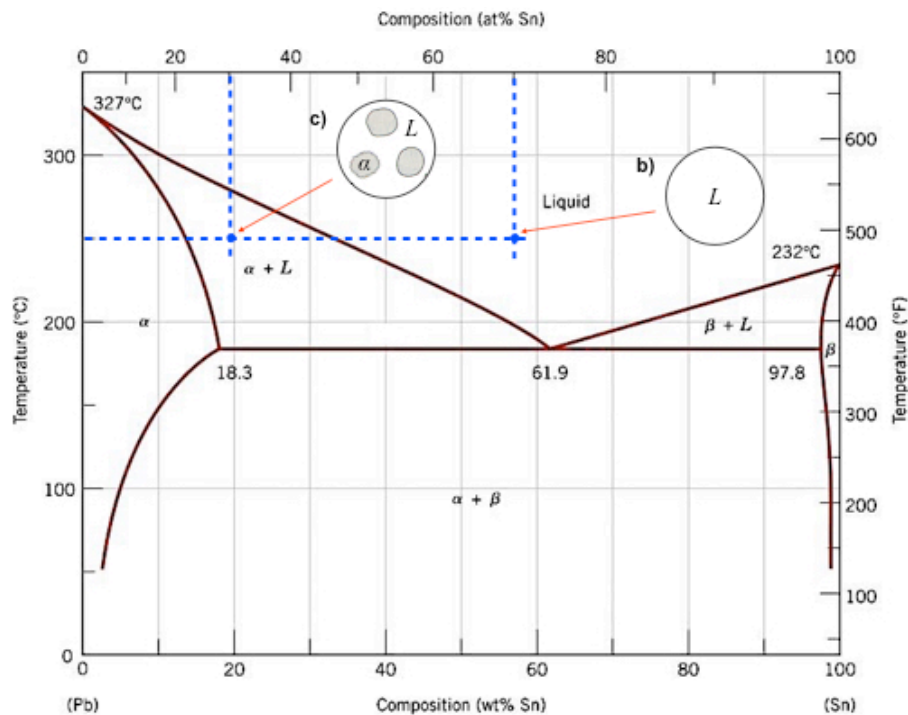 Composition (at% Sn)
0 20 40 60 80 100
327°C
c)
L
α
b)
L
Liquid
232°C
α + L
α
β + L
β
18.3
61.9
97.8
α + β
Temperature (°C)
300
200
100
0
Temperature (°F)
600
500
400
300
200
100
0 20 40 60 80 100
(Pb)
Composition (wt% Sn)
(Sn)